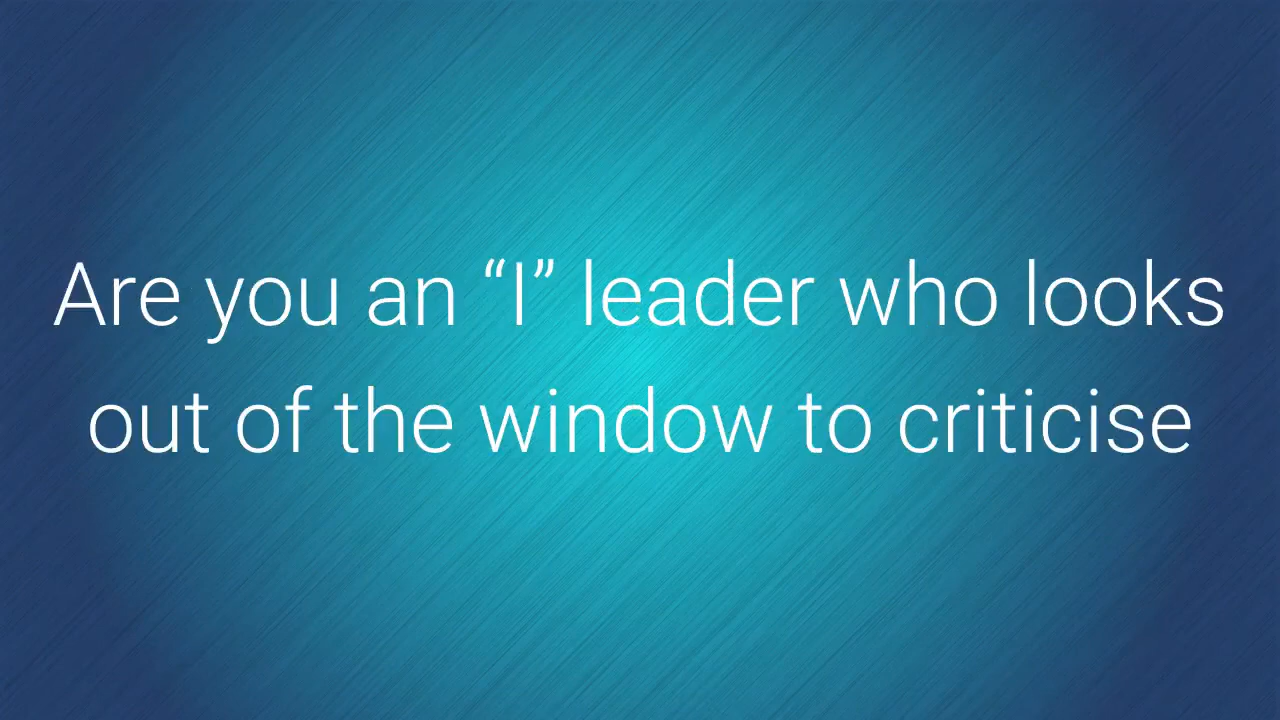 Are you an “I” leader who looks
out of the window to criticise